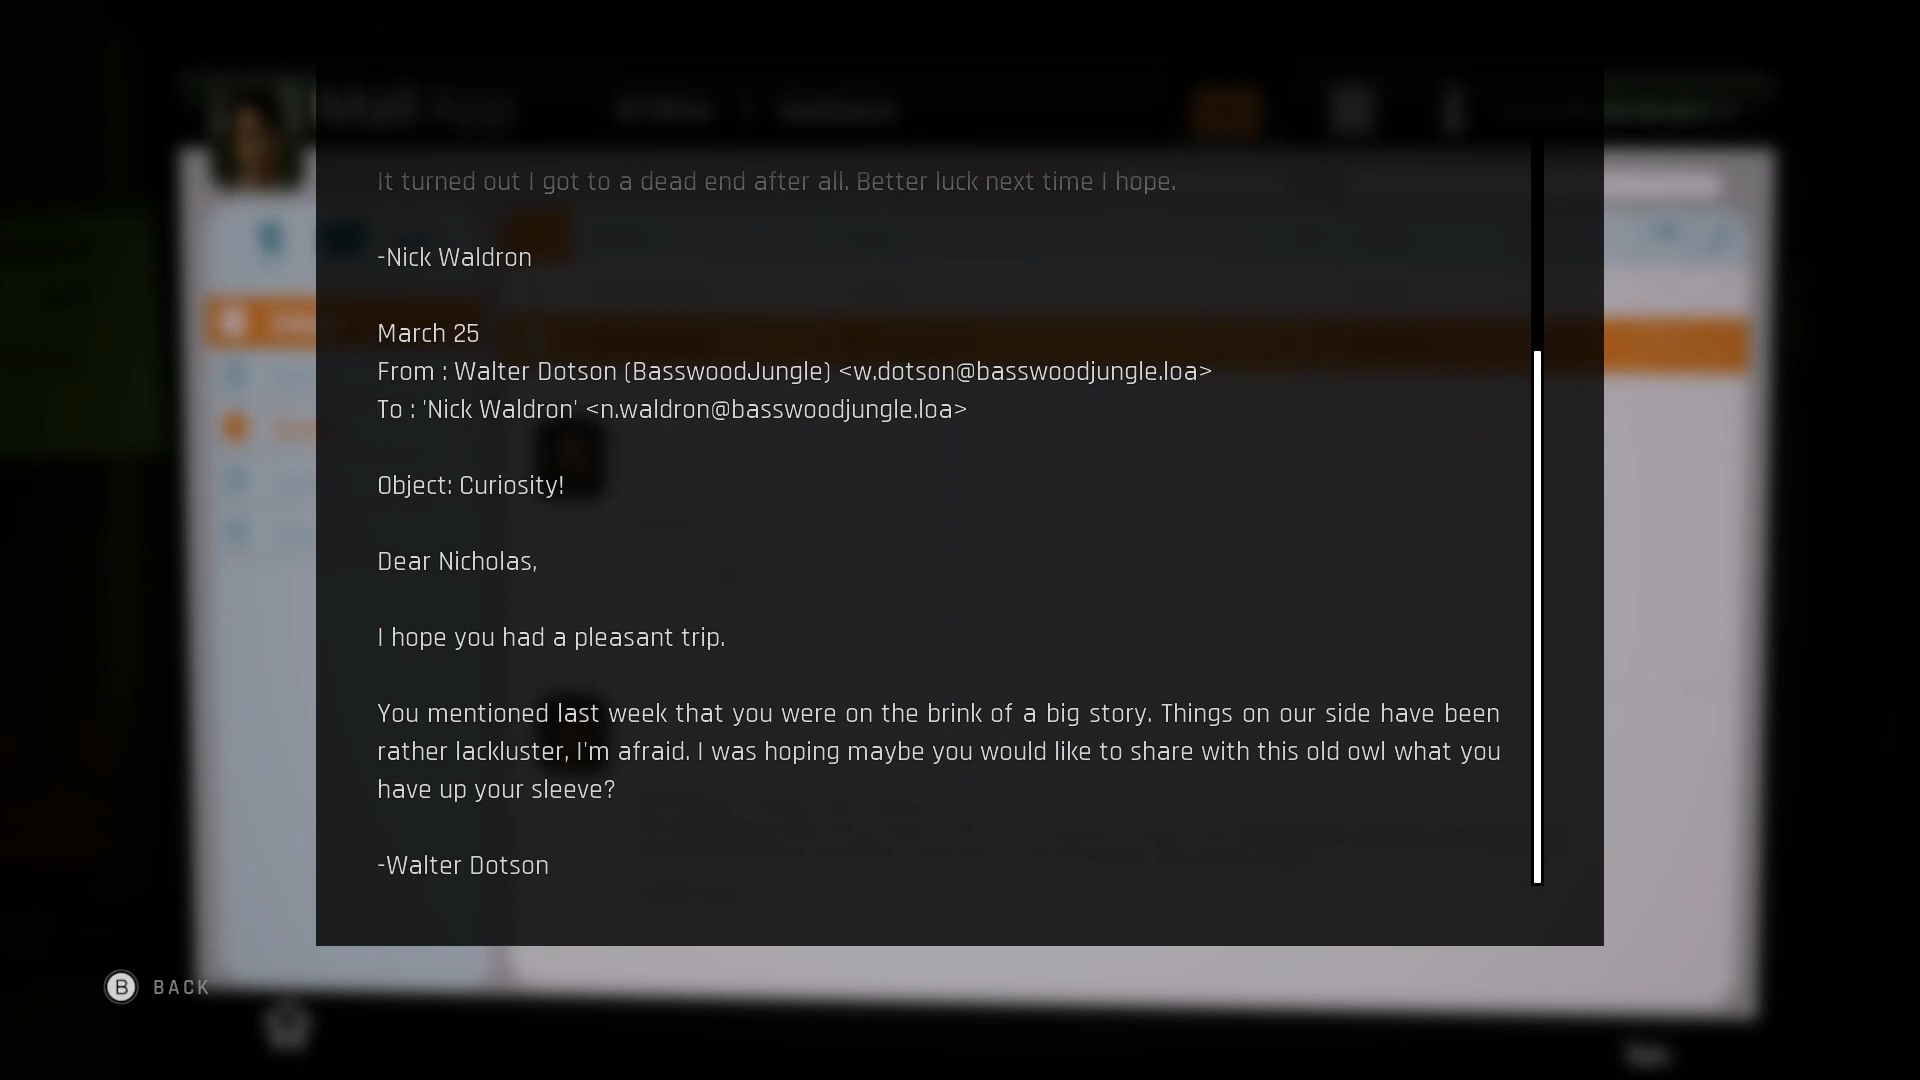 It turned out I got to a dead end after all. Better luck next time I hope.
-Nick Waldron
March 25
From : Walter Dotson (BasswoodJungle) <w.dotson@basswoodjungle.loa>
To : 'Nick Waldron' <n.waldron@basswoodjungle.loa>
Object: Curiosity!
Dear Nicholas,
I hope you had a pleasant trip.
You mentioned last week that you were on the brink of a big story. Things on our side have been
rather lackluster, I'm afraid. I was hoping maybe you would like to share with this old owl what you
have up your sleeve?
-Walter Dotson
B BACK